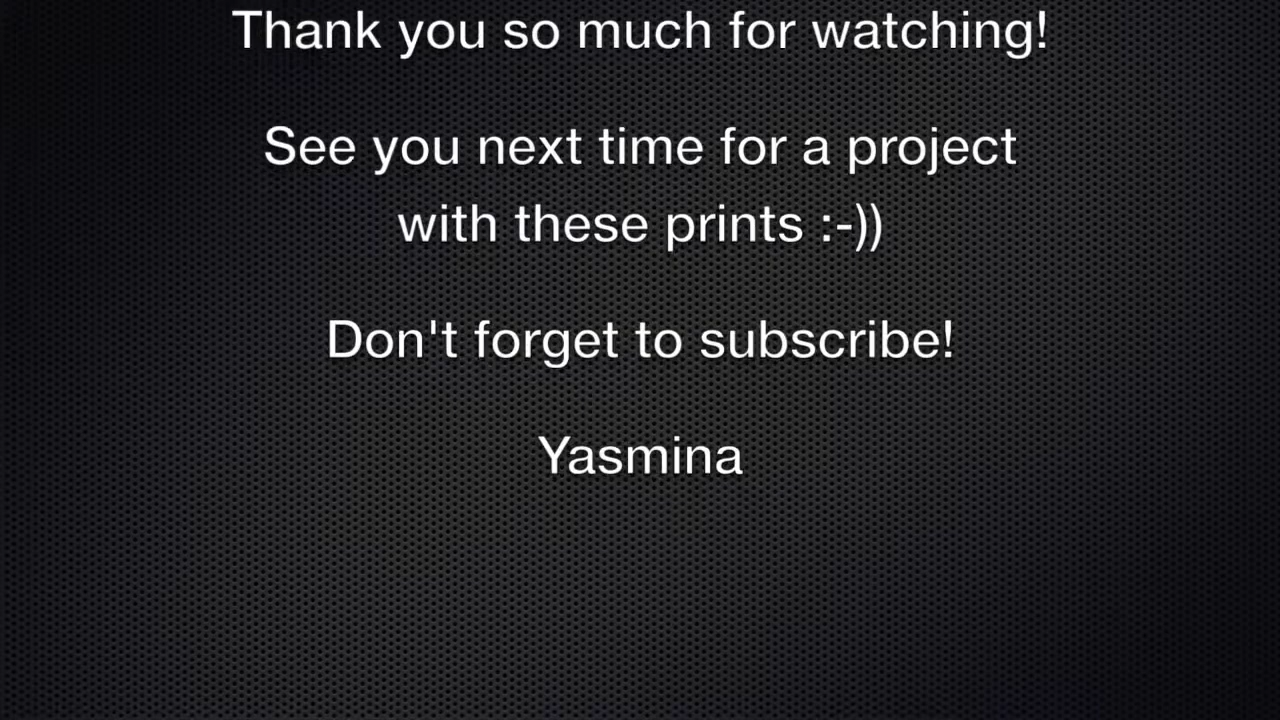 Thank you so much for watching!
See you next time for a project
with these prints :-))
Don't forget to subscribe!
Yasmina